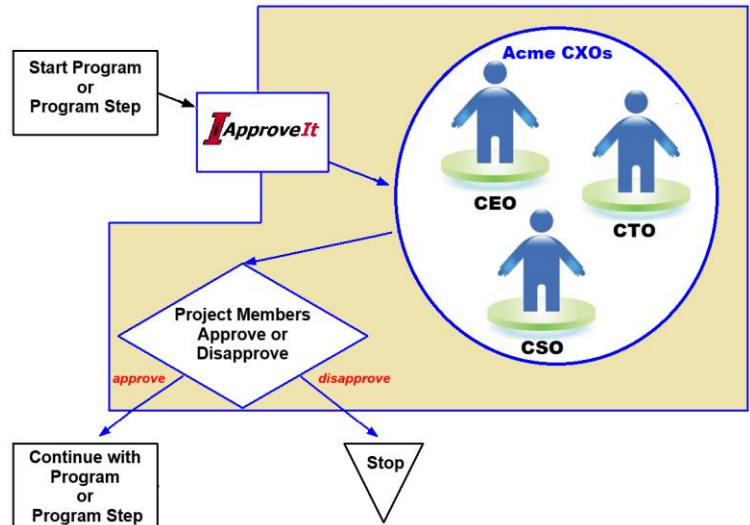 Acme CXOs
Start Program
or
Program Step
IApproveIt
CEO
CTO
CSO
Project Members
Approve or
Disapprove
approve
disapprove
Continue with
Program
or
Program Step
Stop